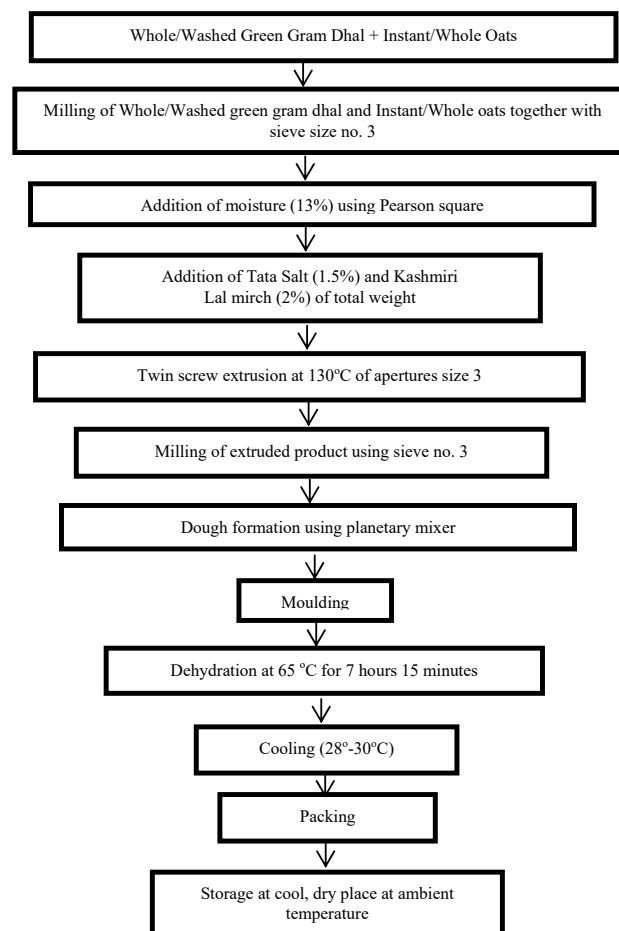 Whole/Washed Green Gram Dhal + Instant/Whole Oats
Milling of Whole/Washed green gram dhal and Instant/Whole oats together with
sieve size no. 3
Addition of moisture (13%) using Pearson square
Addition of Tata Salt (1.5%) and Kashmiri
Lal mirch (2%) of total weight
Twin screw extrusion at 130°C of apertures size 3
Milling of extruded product using sieve no. 3
Dough formation using planetary mixer
Moulding
Dehydration at 65 °C for 7 hours 15 minutes
Cooling (28°-30°C)
Packing
Storage at cool, dry place at ambient
temperature